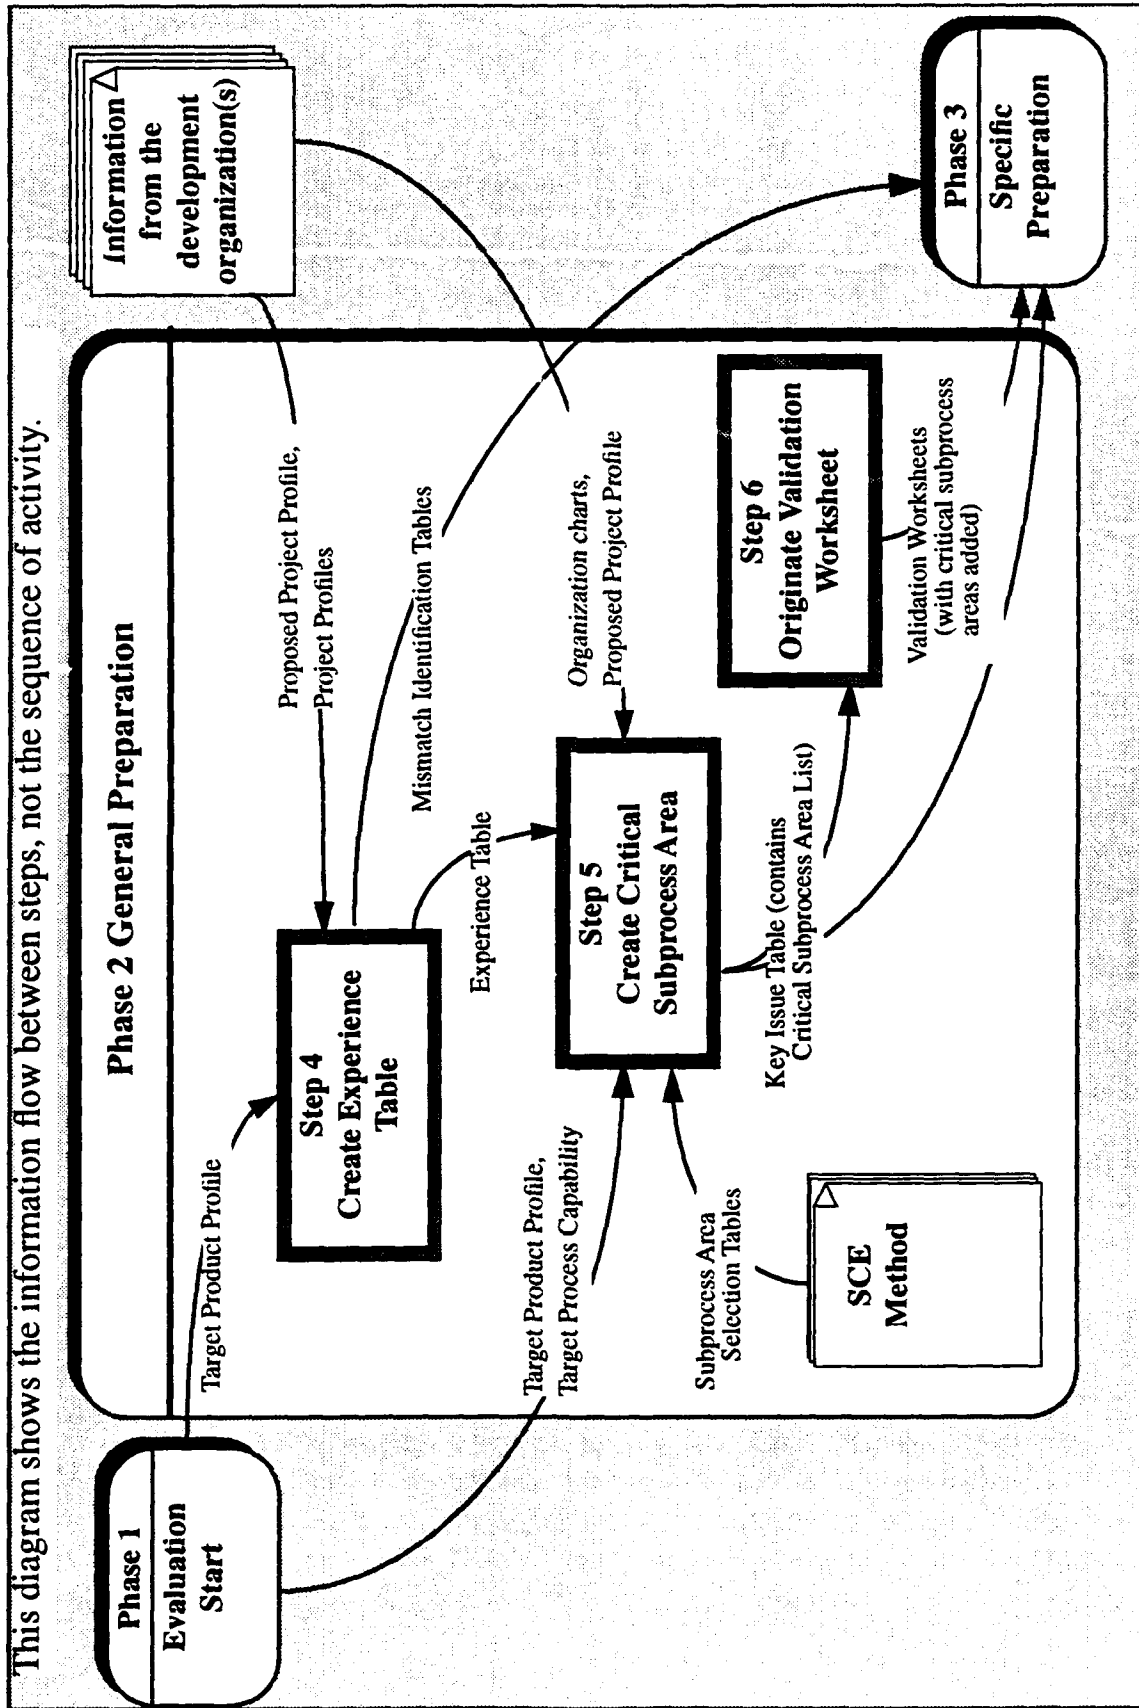 This diagram shows the information flow between steps, not the sequence of activity.
Phase 1
Evaluation
Start
Phase 2 General Preparation
Information
from the
development
organization(s)
Target Product Profile
Step 4
Create Experience
Table
Proposed Project Profile,
Project Profiles
Mismatch Identification Tables
Experience Table
Target Product Profile,
Target Process Capability
Step 5
Create Critical
Subprocess Area
Organization charts,
Proposed Project Profile
Subprocess Area
Selection Tables
Key Issue Table (contains
Critical Subprocess Area List)
Step 6
Originate Validation
Worksheet
SCE
Method
Validation Worksheets
(with critical subprocess
areas added)
Phase 3
Specific
Preparation